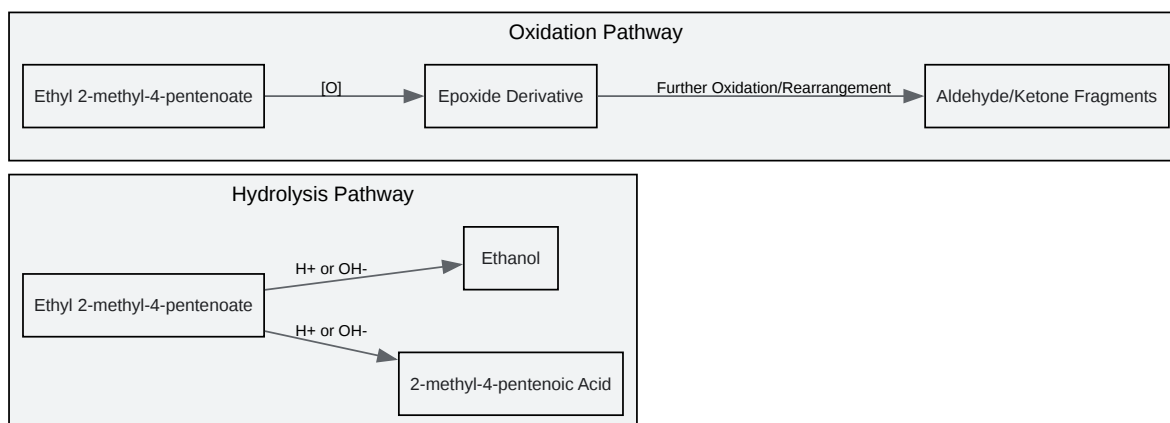 Oxidation Pathway
Ethyl 2-methyl-4-pentenoate
[O]
Epoxide Derivative
Further Oxidation/Rearrangement
Aldehyde/Ketone Fragments
Hydrolysis Pathway
Ethyl 2-methyl-4-pentenoate
H+ or OH-
Ethanol
H+ or OH-
2-methyl-4-pentenoic Acid